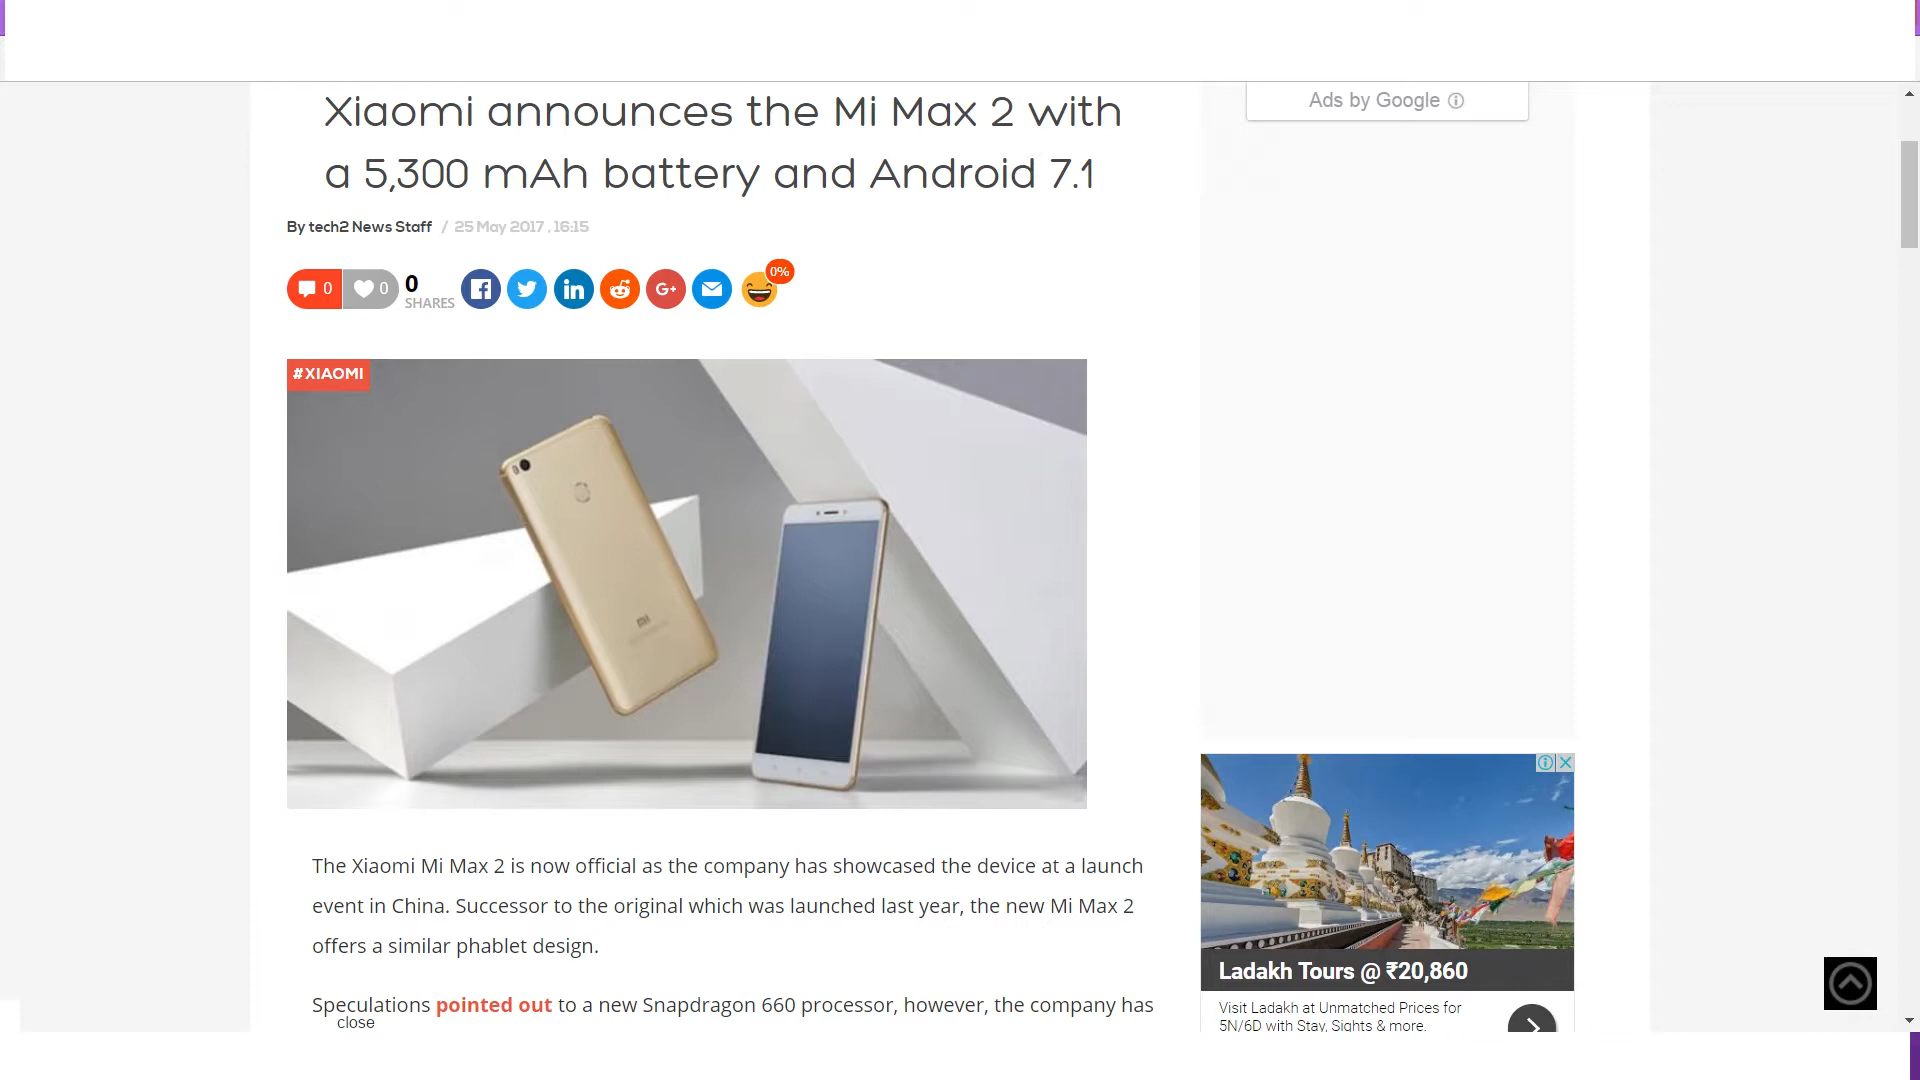 Xiaomi announces the Mi Max 2 with
a 5,300 mAh battery and Android 7.1
By tech2 News Staff / 25 May 2017 , 16:15
0 0 0
SHARES
G+
0%
#XIAOMI
The Xiaomi Mi Max 2 is now official as the company has showcased the device at a launch
event in China. Successor to the original which was launched last year, the new Mi Max 2
offers a similar phablet design.
Speculations pointed out to a new Snapdragon 660 processor, however, the company has
close
Ads by Google
Ladakh Tours @ ₹20,860
Visit Ladakh at Unmatched Prices for
5N/6D with Stay, Sights & more.